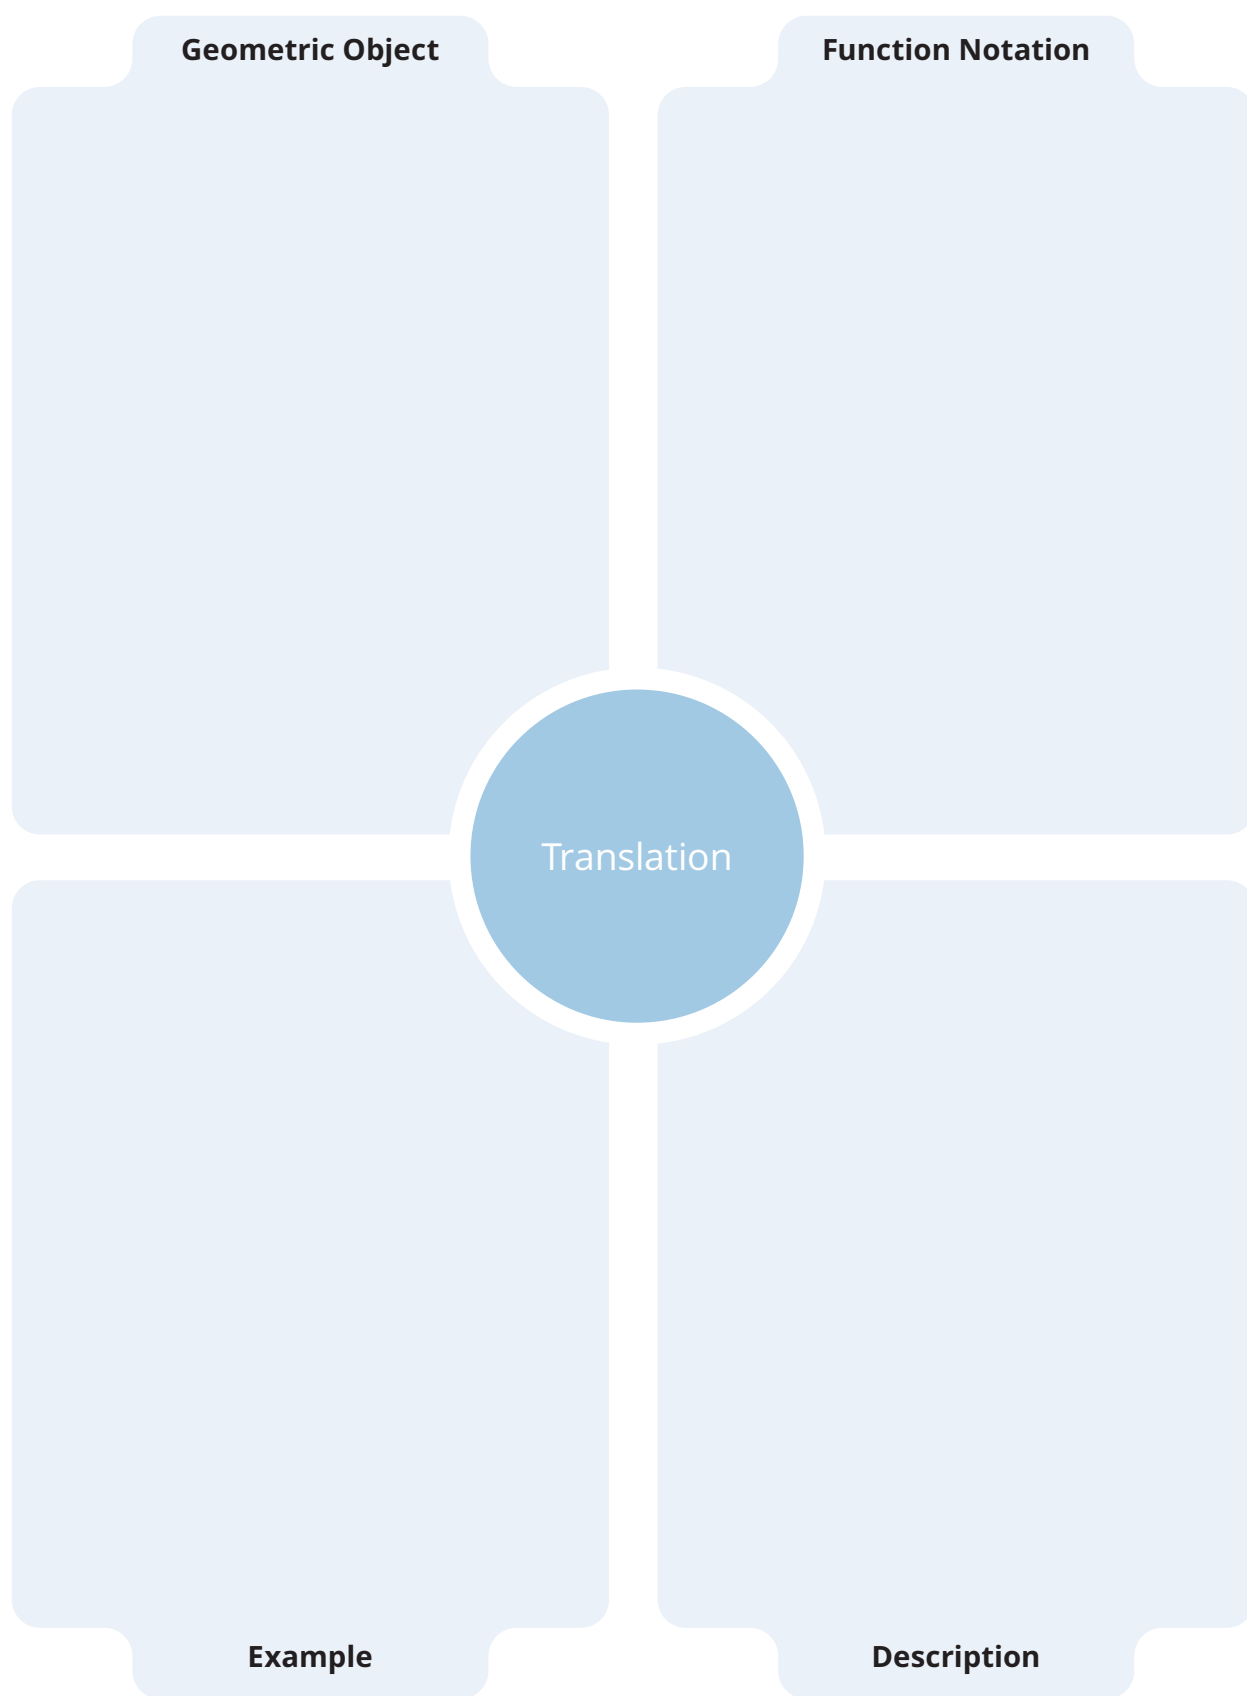 Geometric Object
Function Notation
Translation
Example
Description